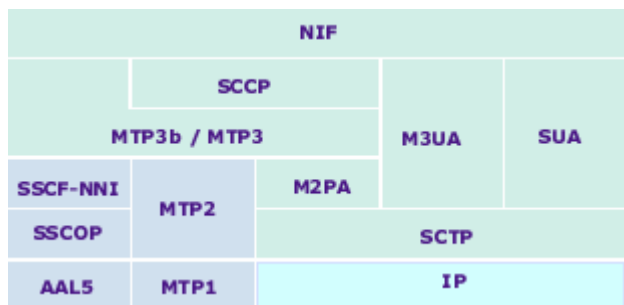 NIF
SCCP
MTP3b / MTP3
M3UA
SUA
SSCF-NNI
MTP2
M2PA
SSCOP
SCTP
AAL5
MTP1
IP